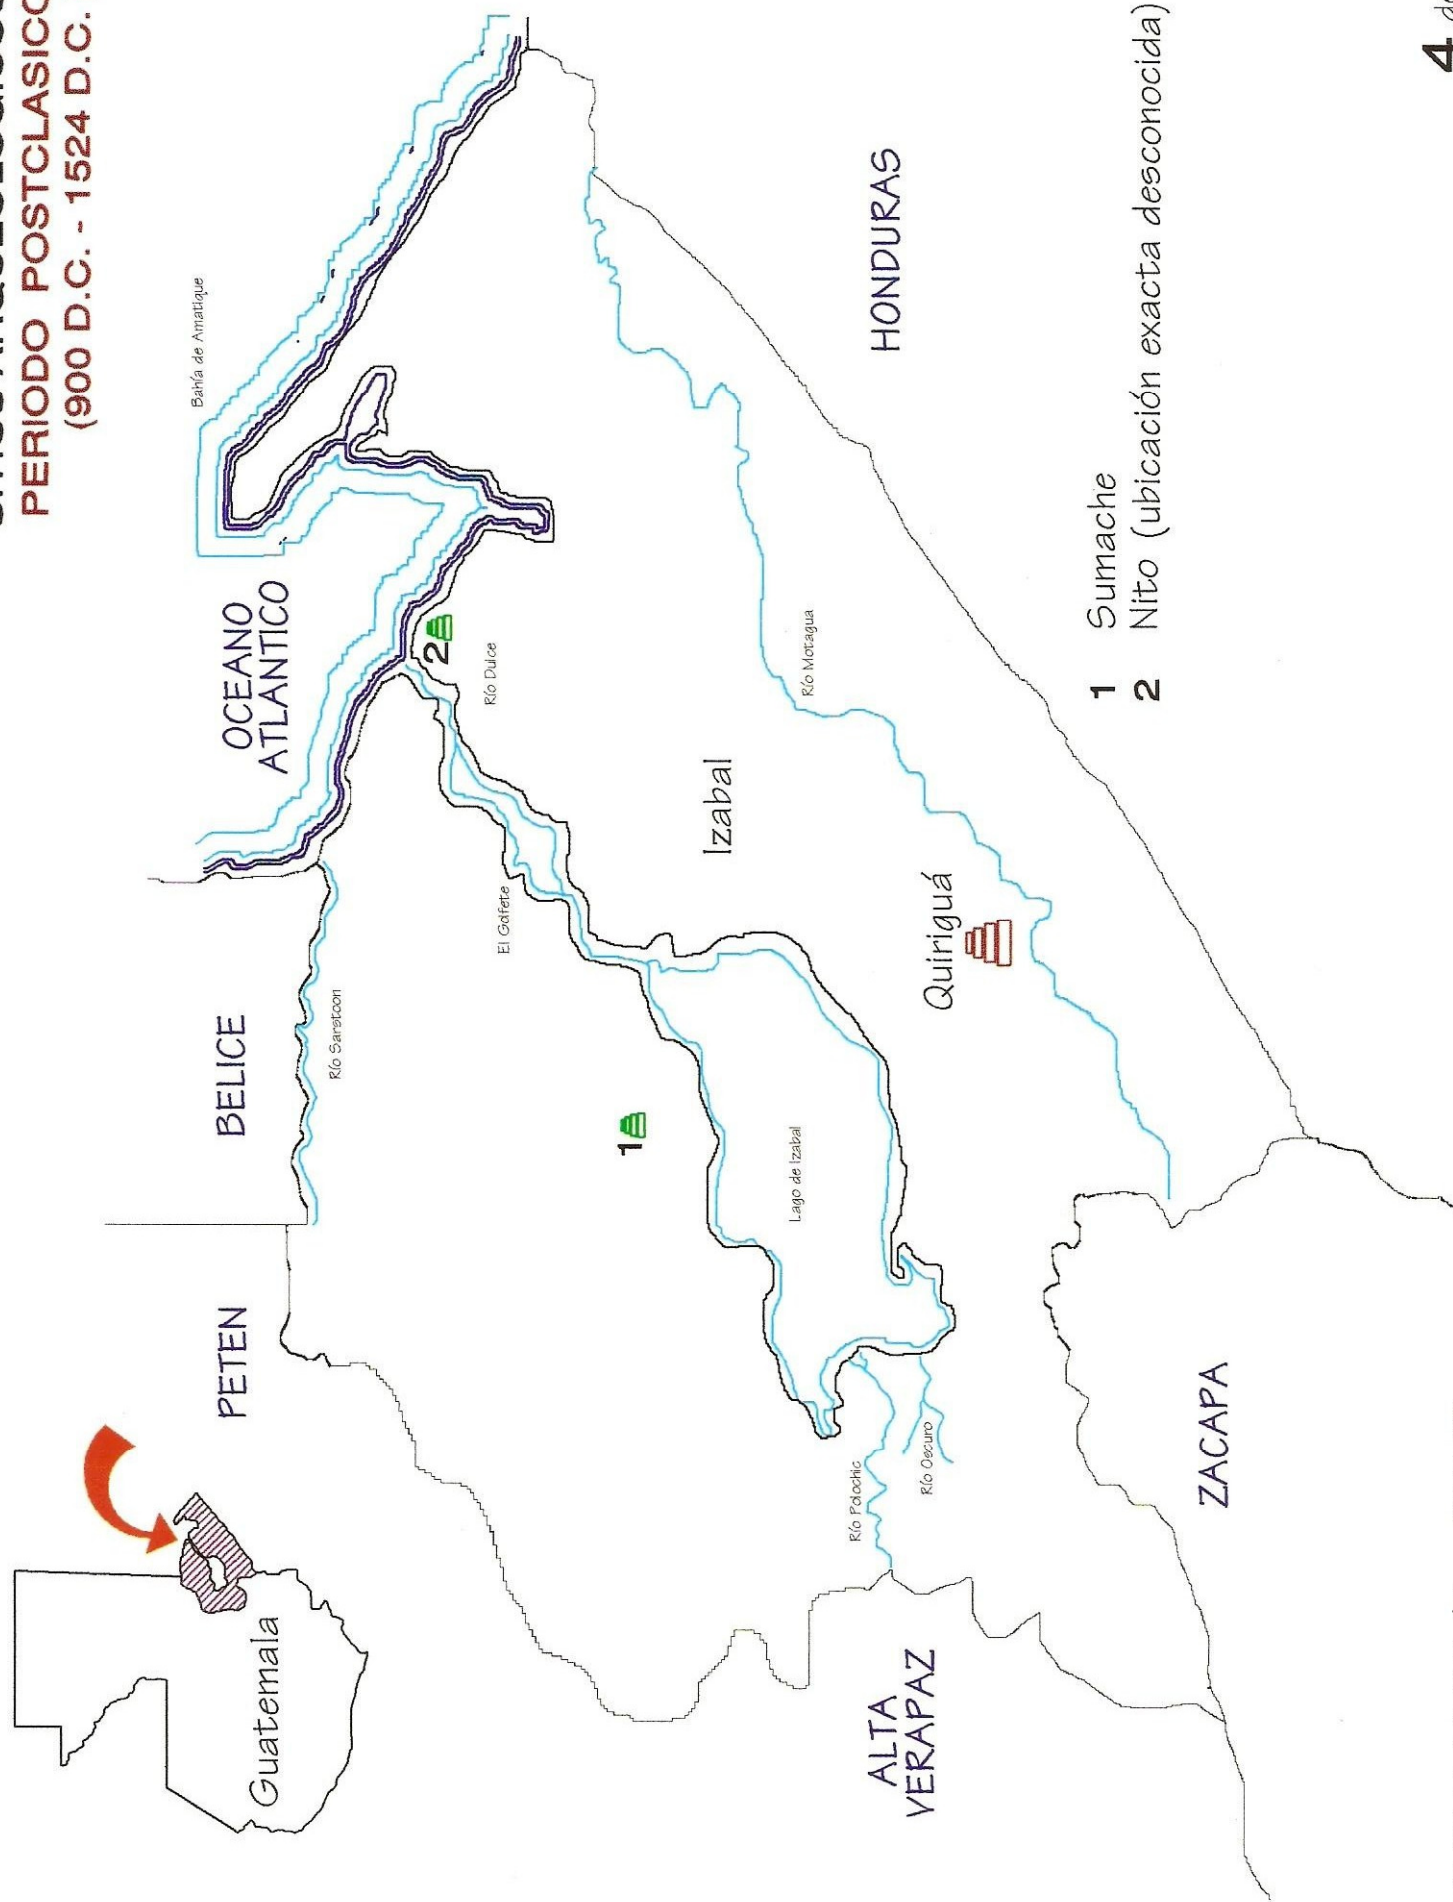 PERIODO POSTCLASICO
(900 D.C. - 1524 D.C.
Guatemala
PETEN
BELICE
OCEANO
ATLANTICO
Bahía de Amatique
Río Sarstoon
2
Río Dulce
El Golfete
1
Izabal
Lago de Izabal
Río Motagua
HONDURAS
Río Polochic
Río Oscuro
Quiriguá
ALTA
VERAPAZ
ZACAPA
1 Sumache
2 Nito (ubicación exacta desconocida)
4